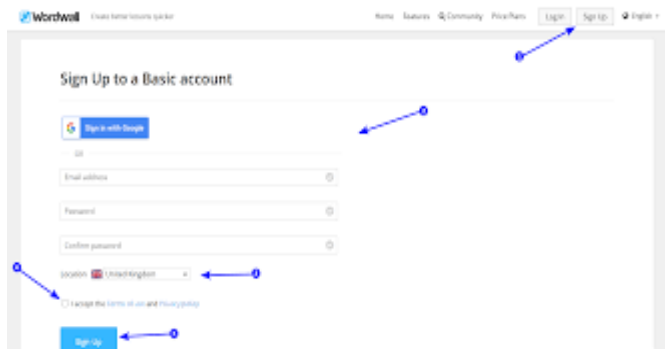 Wordwall Create better lessons quicker Home Features Community Price Plans Log In Sign Up English
Sign Up to a Basic account
Sign in with Google
OR
Email address
Password
Confirm password
Location: United Kingdom
I accept the terms of use and Privacy policy
Sign Up